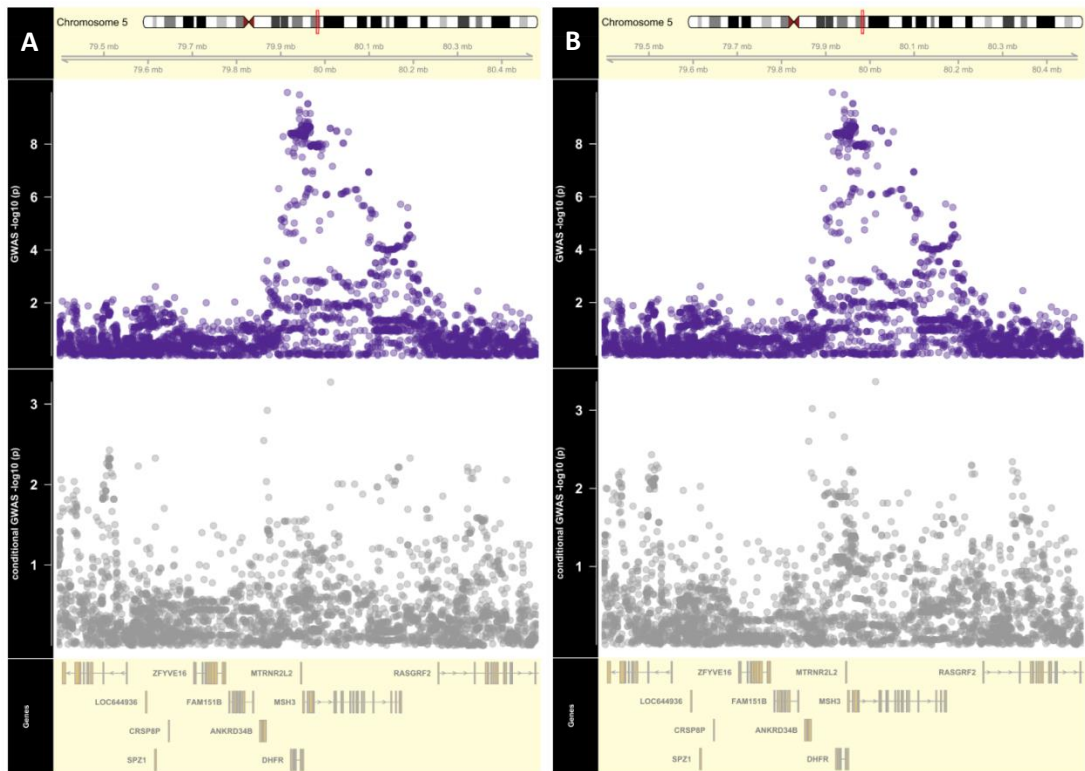 A
Chromosome 5
79.5 mb 79.7 mb 79.9 mb 80.1 mb 80.3 mb
79.6 mb 79.8 mb 80 mb 80.2 mb 80.4 mb
GWAS -log10 (p)
8
6
4
2
conditional GWAS -log10 (p)
3
2
1
Genes
ZFYVE16 MTRNR2L2 RASGRF2
LOC644936 FAM151B MSH3
CRSP8P ANKRD34B
SPZ1 DHFR
B
Chromosome 5
79.5 mb 79.7 mb 79.9 mb 80.1 mb 80.3 mb
79.6 mb 79.8 mb 80 mb 80.2 mb 80.4 mb
GWAS -log10 (p)
8
6
4
2
conditional GWAS -log10 (p)
3
2
1
Genes
ZFYVE16 MTRNR2L2 RASGRF2
LOC644936 FAM151B MSH3
CRSP8P ANKRD34B
SPZ1 DHFR